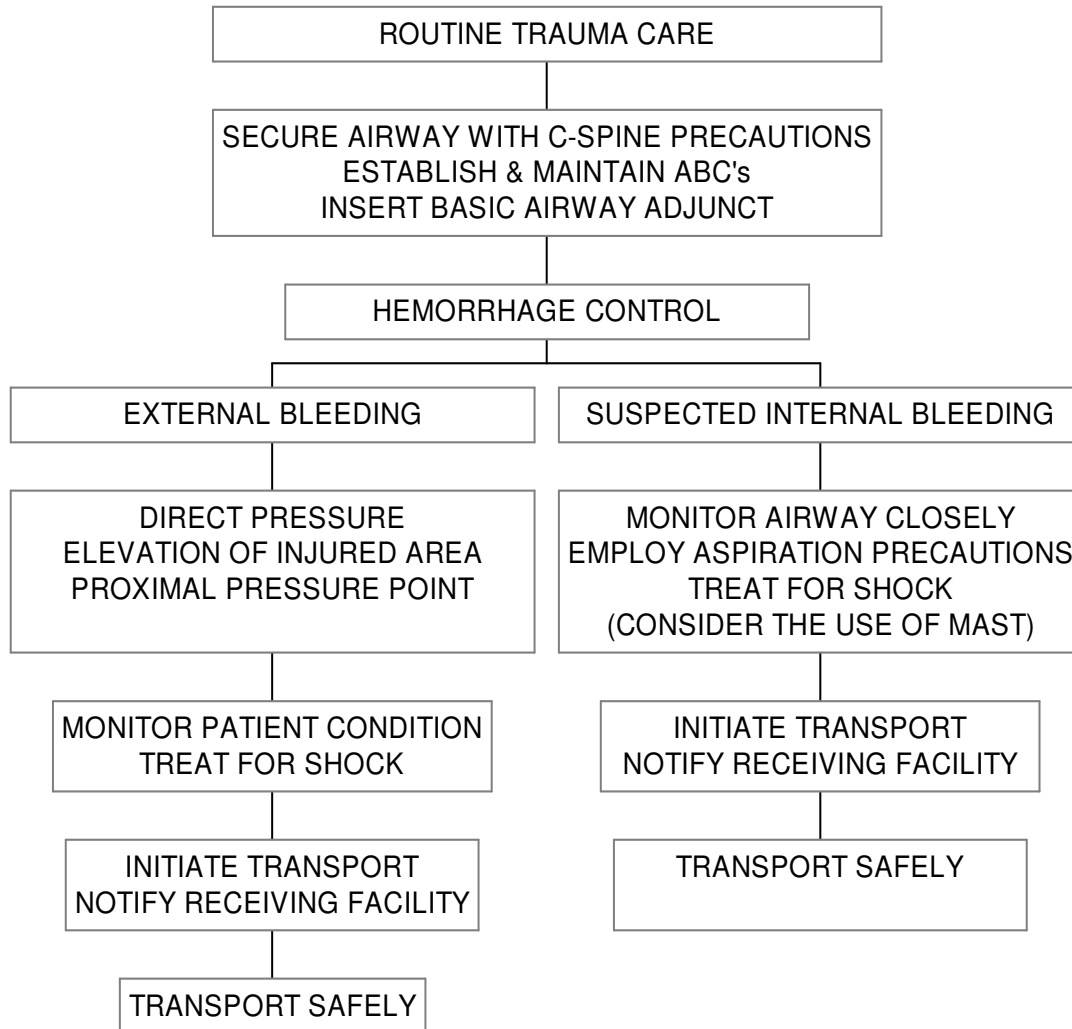 ROUTINE TRAUMA CARE
SECURE AIRWAY WITH C-SPINE PRECAUTIONS
ESTABLISH & MAINTAIN ABC's
INSERT BASIC AIRWAY ADJUNCT
HEMORRHAGE CONTROL
EXTERNAL BLEEDING
DIRECT PRESSURE
ELEVATION OF INJURED AREA
PROXIMAL PRESSURE POINT
MONITOR PATIENT CONDITION
TREAT FOR SHOCK
INITIATE TRANSPORT
NOTIFY RECEIVING FACILITY
TRANSPORT SAFELY
SUSPECTED INTERNAL BLEEDING
MONITOR AIRWAY CLOSELY
EMPLOY ASPIRATION PRECAUTIONS
TREAT FOR SHOCK
(CONSIDER THE USE OF MAST)
INITIATE TRANSPORT
NOTIFY RECEIVING FACILITY
TRANSPORT SAFELY